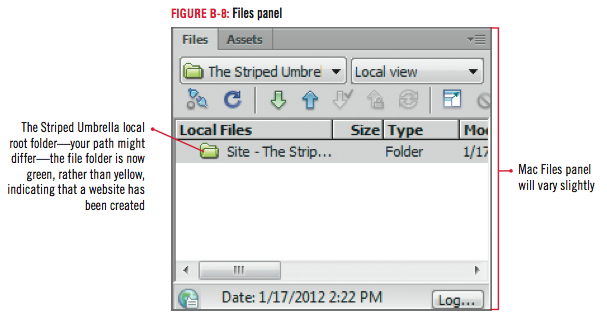 FIGURE B-8: Files panel
Files Assets
The Striped Umbrel Local view
Local Files Size Type Mo
Site - The Strip... Folder 1/17
Date: 1/17/2012 2:22 PM Log...
The Striped Umbrella local
root folder—your path might
differ—the file folder is now
green, rather than yellow,
indicating that a website has
been created
Mac Files panel
will vary slightly